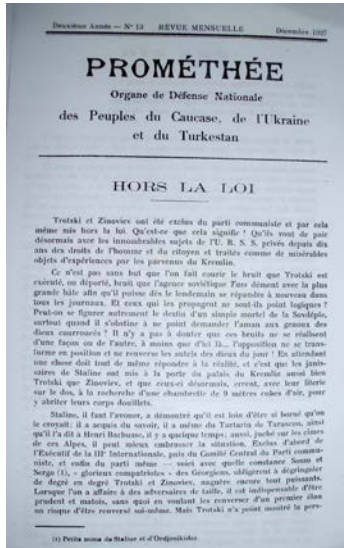 Deuxième Année — N° 13 REVUE MENSUELLE Décembre 1927
PROMÉTHÉE
Organe de Défense Nationale
des Peuples du Caucase, de l'Ukraine
et du Turkestan
HORS LA LOI
Trotski et Zinoviev ont été exclus du parti communiste et par cela
même mis hors la loi. Qu'est-ce que cela signifie ? Qu'ils vont de pair
désormais avec les innombrables sujets de l'U. R. S. S. privés depuis dix
ans des droits de l'homme et du citoyen et traités comme de misérables
objets d'expériences par les parvenus du Kremlin.
Ce n'est pas sans but que l'on fait courir le bruit que Trotski est
exécuté, ou déporté, bruit que l'agence soviétique Tass dément avec la plus
grande hâte afin qu'il puisse dès le lendemain se répandre à nouveau dans
tous les journaux. Et ceux qui les propagent ne sont-ils point logiques ?
Peut-on se figurer autrement le destin d'un simple mortel de la Sovdépie,
surtout quand il s'obstine à ne point demander l'aman aux genoux des
dieux courroucés ? Il n'y a pas à douter que ces bruits ne se réalisent
d'une façon ou de l'autre, à moins que d'ici là... l'opposition ne se trans-
forme en position et ne renverse les autels des dieux du jour ! En attendant
une chose doit tout de même répondre à la réalité, et c'est que les janis-
saires de Staline ont mis à la porte du palais du Kremlin aussi bien
Trotski que Zinoviev, et que ceux-ci désormais, errent, avec leur literie
sur le dos, à la recherche d'une chambrette de 9 mètres cubes d'air, pour
y abriter leurs corps douillets.
Staline, il faut l'avouer, a démontré qu'il est loin d'être si borné qu'on
le croyait; il a acquis du savoir, il a même du Tartarin de Tarascon, ainsi
qu'il l'a dit à Henri Barbusse, il y a quelque temps; aussi, juché sur les cimes
de ces Alpes, il peut mieux embrasser la situation. Exclus d'abord de
l'Exécutif de la IIIᵉ Internationale, puis du Comité Central du Parti commu-
niste, et enfin du parti même — voici avec quelle constance Sosso et
Sergo (1), « glorieux compatriotes » des Géorgiens, obligèrent à dégringoler
de degré en degré Trotski et Zinoviev, naguère encore tout puissants.
Lorsque l'on a affaire à des adversaires de taille, il est indispensable d'être
prudent et matois, sans quoi en voulant les renverser d'un premier élan
on risque d'être renversé soi-même. Mais Trotski n'a point montré la pers-
(1) Petits noms de Staline et d'Ordjonikidze.